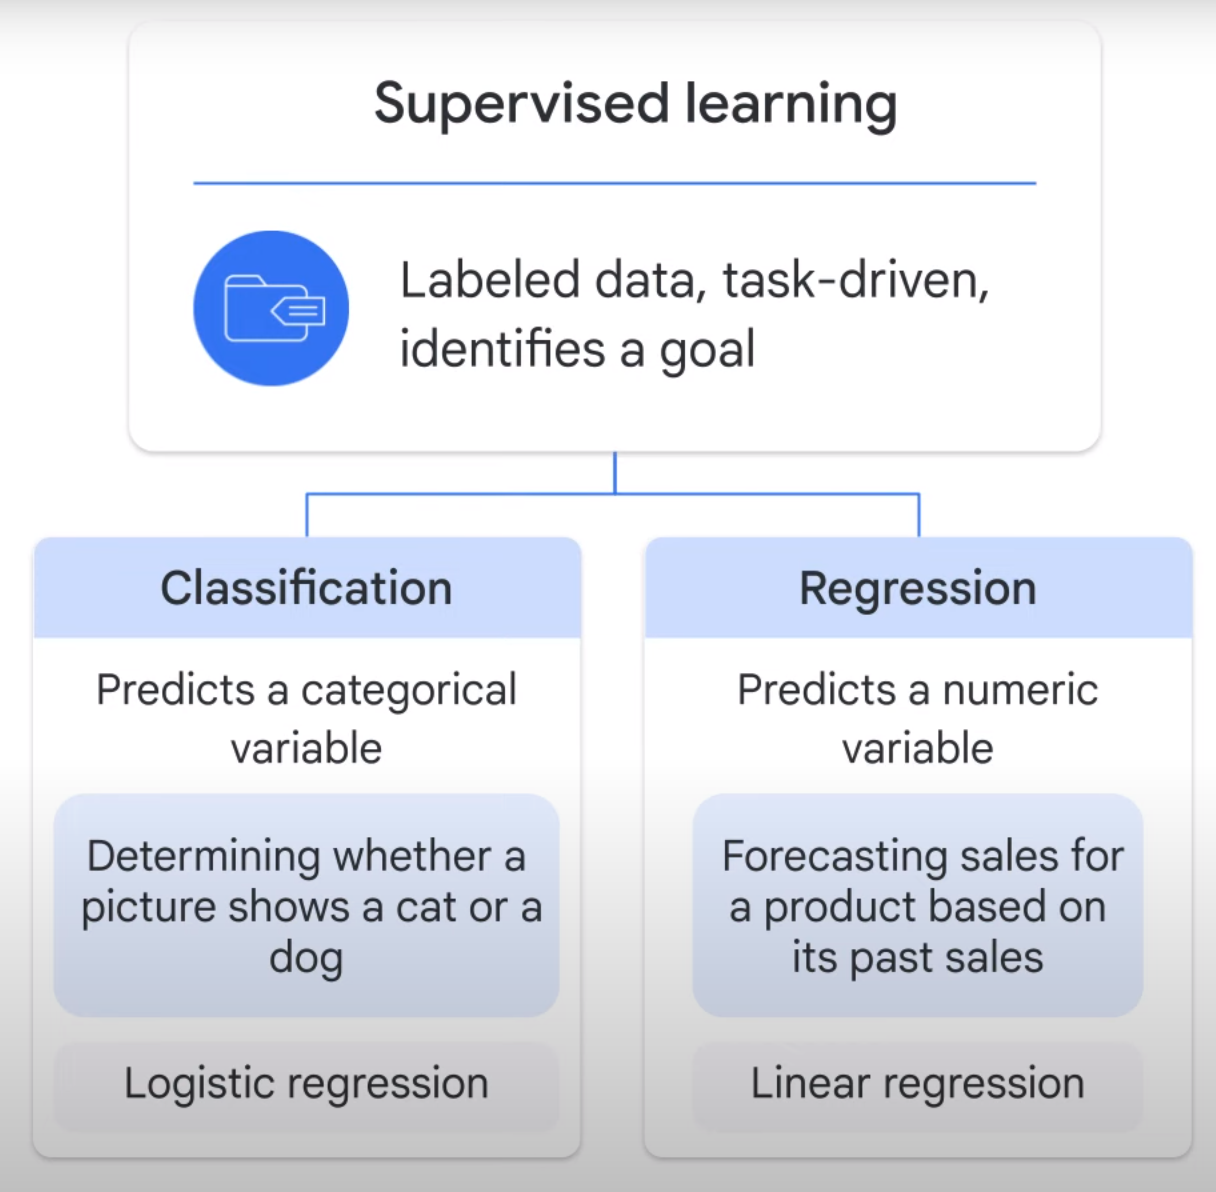 Supervised learning
Labeled data, task-driven,
identifies a goal
Classification
Predicts a categorical
variable
Determining whether a
picture shows a cat or a
dog
Logistic regression
Regression
Predicts a numeric
variable
Forecasting sales for
a product based on
its past sales
Linear regression